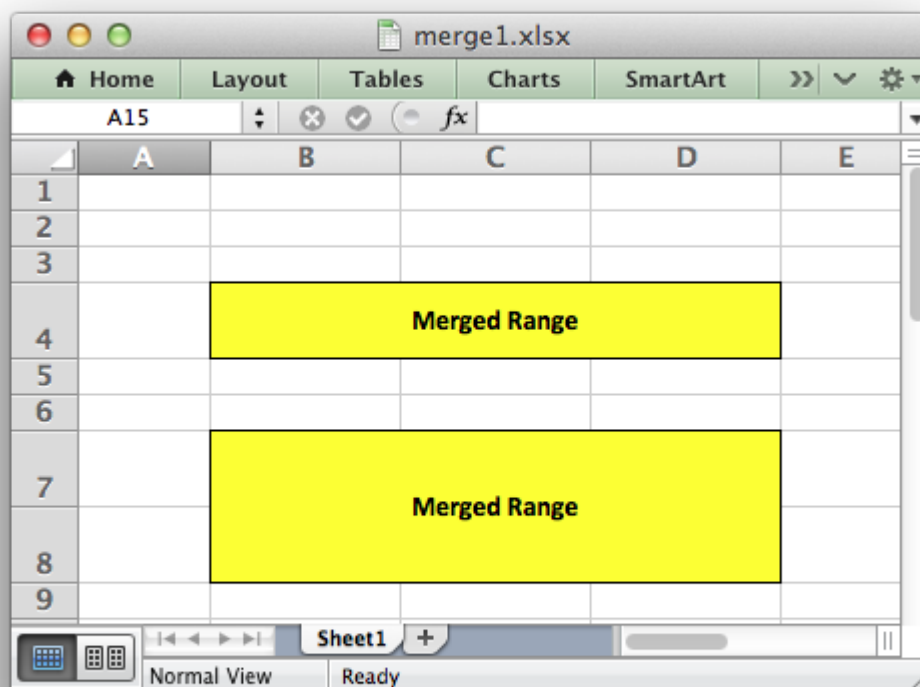 merge1.xlsx
Home Layout Tables Charts SmartArt
A15 fx
A B C D E
1
2
3
4 Merged Range
5
6
7
Merged Range
8
9
Sheet1 +
Normal View Ready